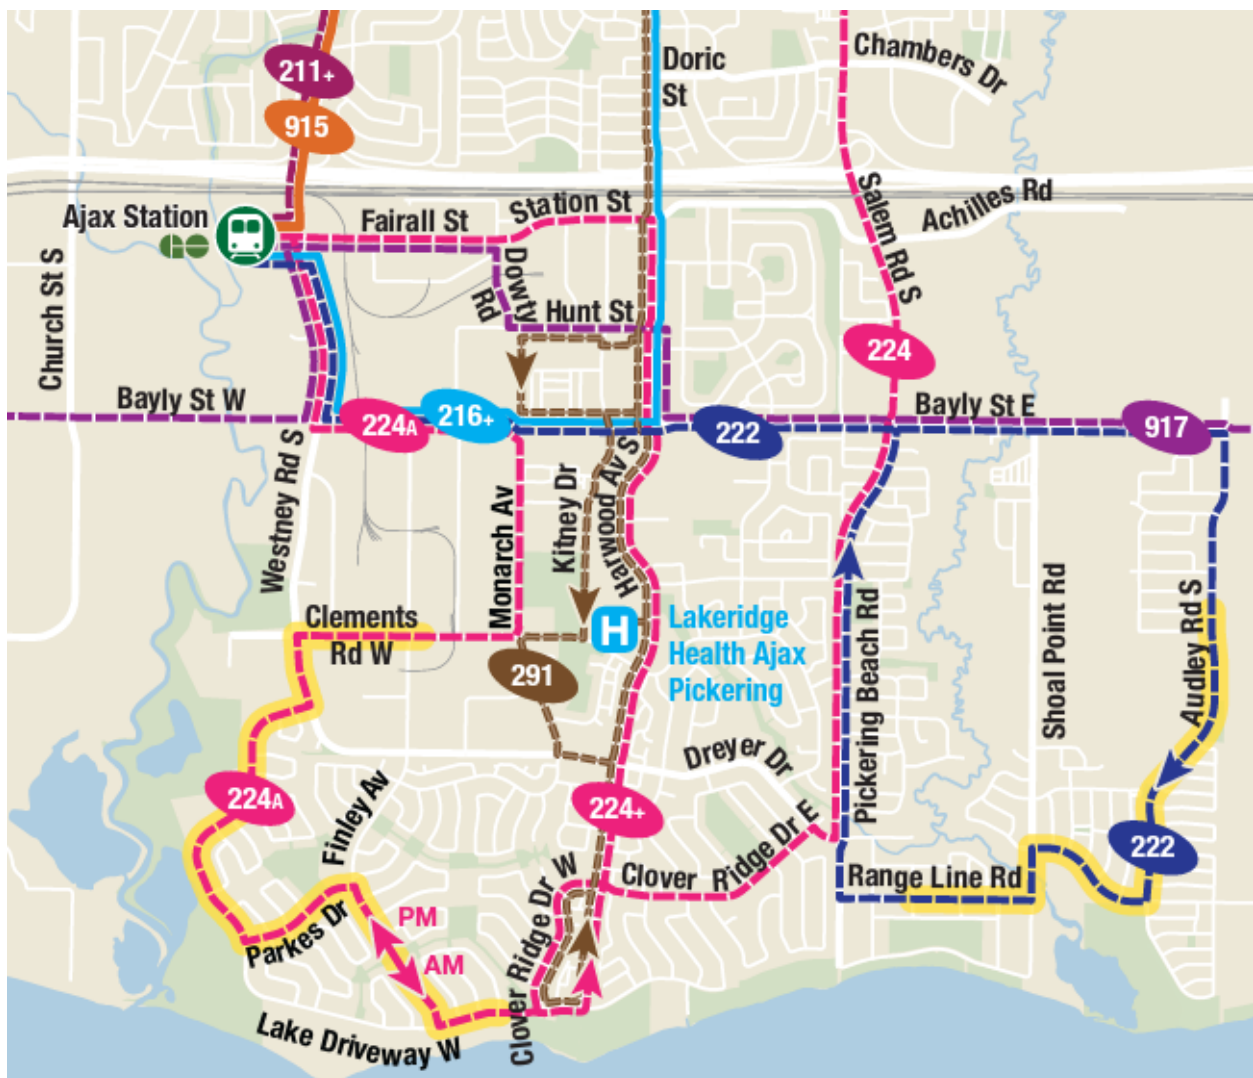 211+
915
Doric
St
Chambers Dr
Ajax Station
Fairall St
Station St
Salem Rd S
Achilles Rd
Church St S
Dowty
Rd
Hunt St
224
Bayly St W
224A
216+
222
Bayly St E
917
Westney Rd S
Monarch Av
Kitney Dr
Harwood Av S
Clements
Rd W
H
Lakeridge
Health Ajax
Pickering
291
Pickering Beach Rd
Shoal Point Rd
Audley Rd S
224A
Finley Av
224+
Dreyer Dr
222
Clover Ridge Dr E
Range Line Rd
Parkes Dr
PM
AM
Clover Ridge Dr W
Lake Driveway W